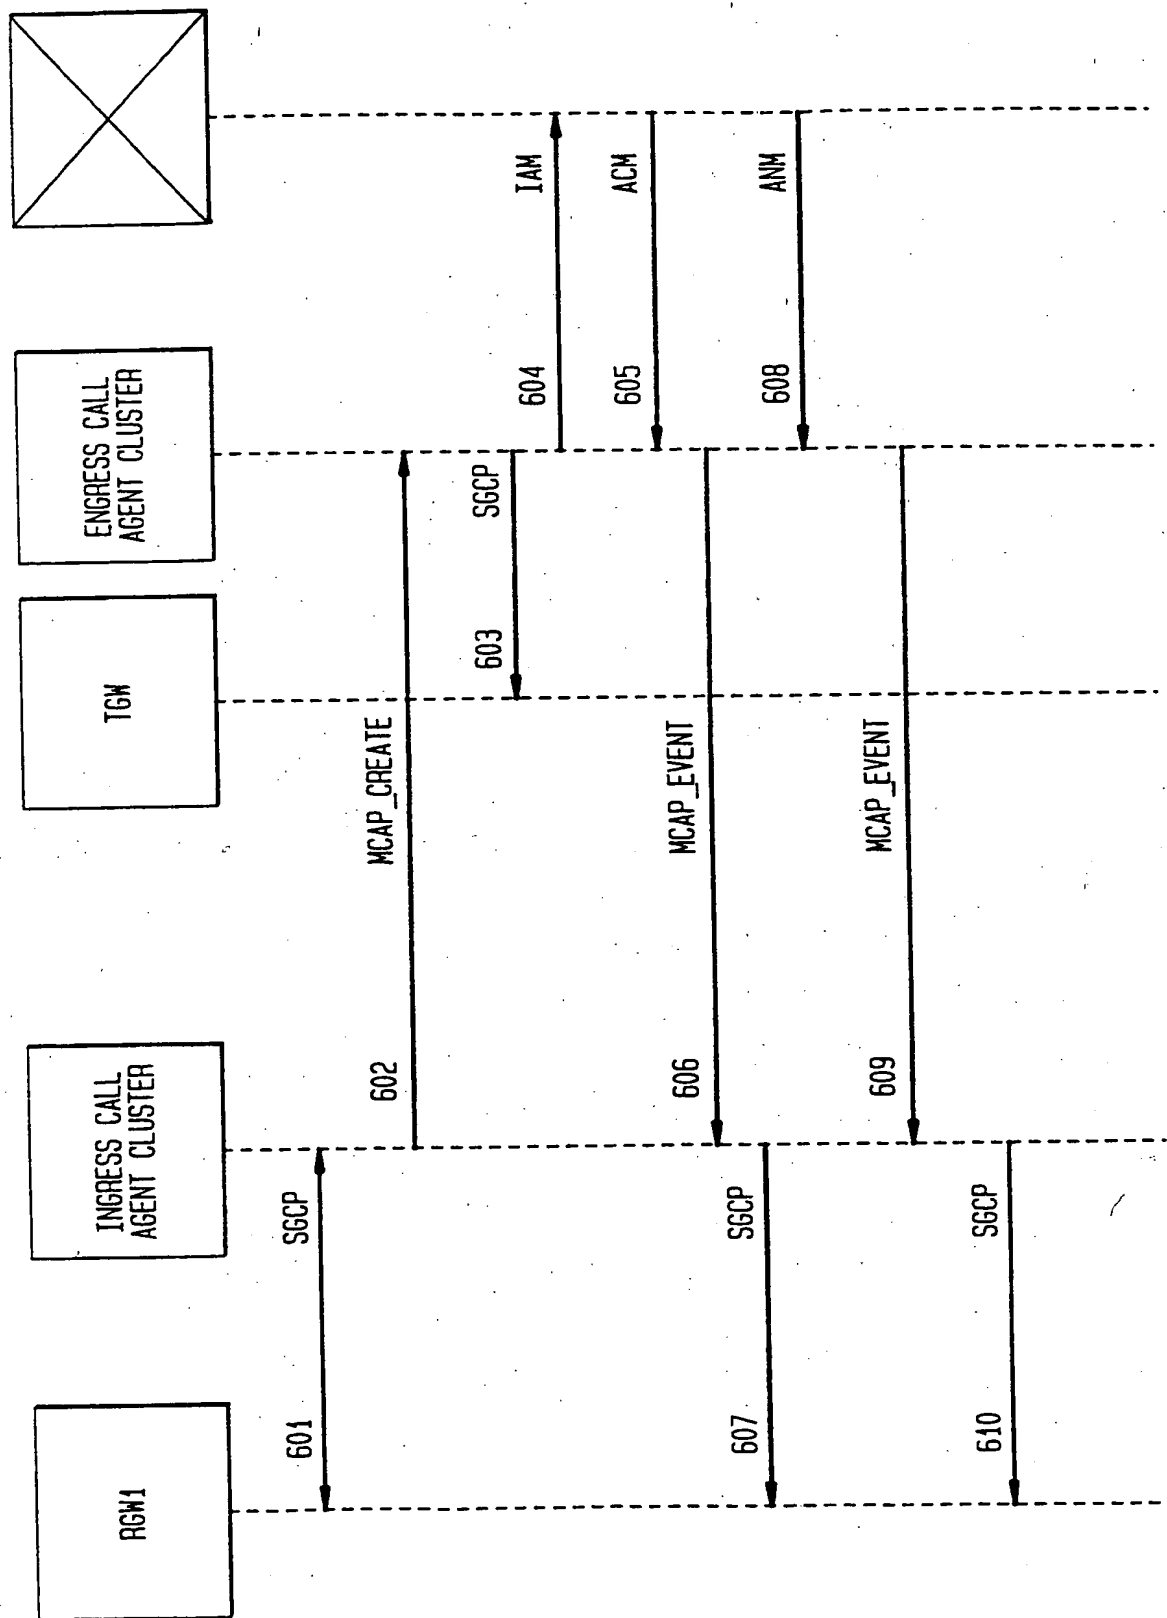 RGW1
INGRESS CALL
AGENT CLUSTER
TGW
ENGRESS CALL
AGENT CLUSTER
601
SGCP
602
MCAP_CREATE
603
SGCP
604
IAM
605
ACM
606
MCAP_EVENT
607
SGCP
608
ANM
609
MCAP_EVENT
610
SGCP